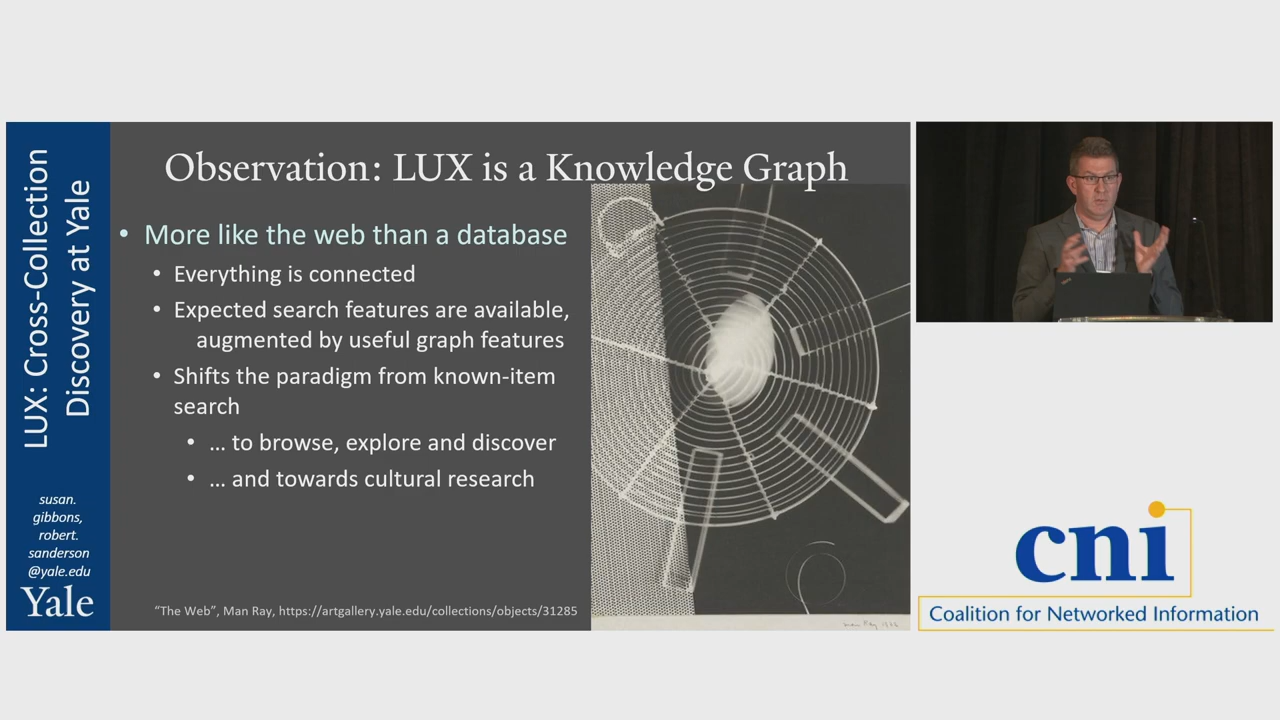 LUX: Cross-Collection
Discovery at Yale
susan.
gibbons,
robert.
sanderson
@yale.edu
Yale
Observation: LUX is a Knowledge Graph
• More like the web than a database
• Everything is connected
• Expected search features are available,
augmented by useful graph features
• Shifts the paradigm from known-item
search
• ... to browse, explore and discover
• ... and towards cultural research
“The Web”, Man Ray, https://artgallery.yale.edu/collections/objects/31285
cni
Coalition for Networked Information